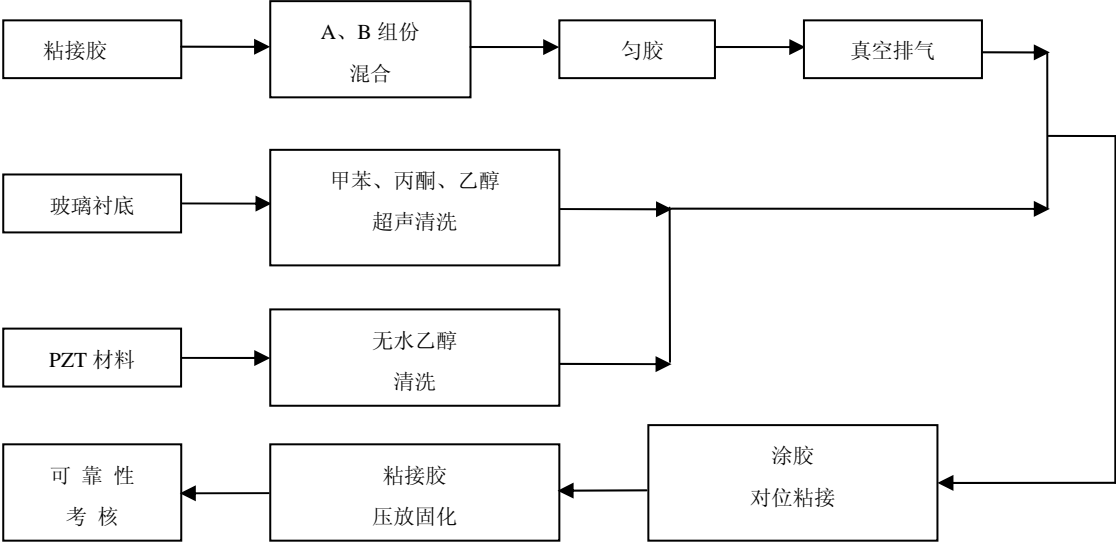 粘接胶
A、B 组份
混合
匀胶
真空排气
玻璃衬底
甲苯、丙酮、乙醇
超声清洗
PZT 材料
无水乙醇
清洗
涂胶
对位粘接
粘接胶
压放固化
可 靠 性
考 核